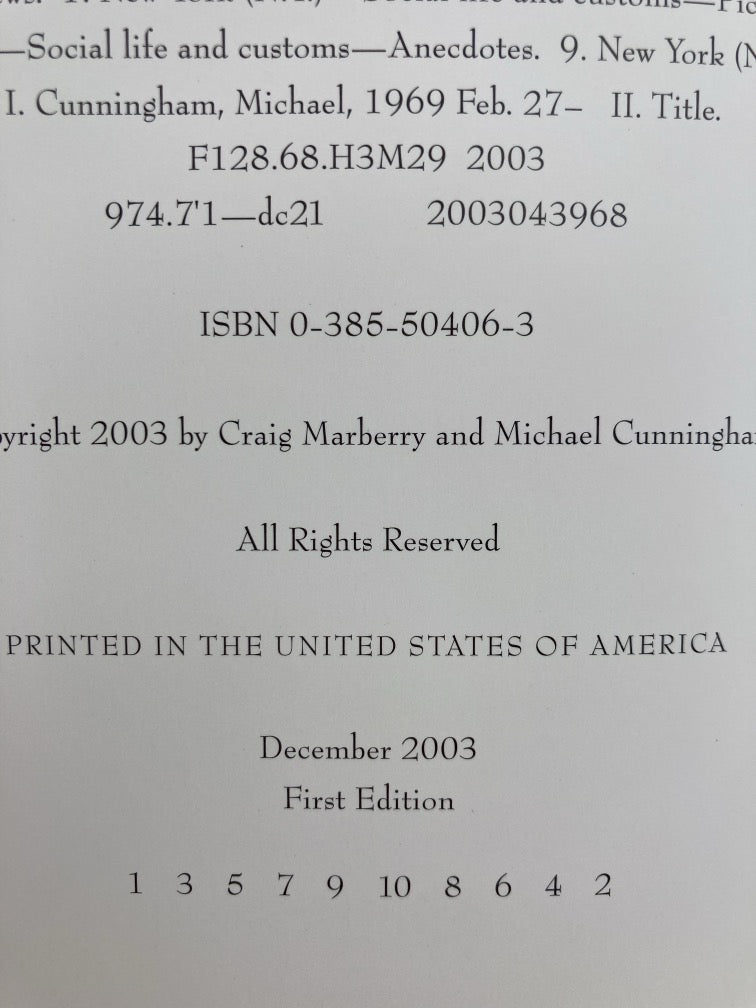 —Social life and customs—Anecdotes. 9. New York (N
I. Cunningham, Michael, 1969 Feb. 27– II. Title.
F128.68.H3M29 2003
974.7'1—dc21 2003043968
ISBN 0-385-50406-3
yright 2003 by Craig Marberry and Michael Cunningha
All Rights Reserved
PRINTED IN THE UNITED STATES OF AMERICA
December 2003
First Edition
1 3 5 7 9 10 8 6 4 2